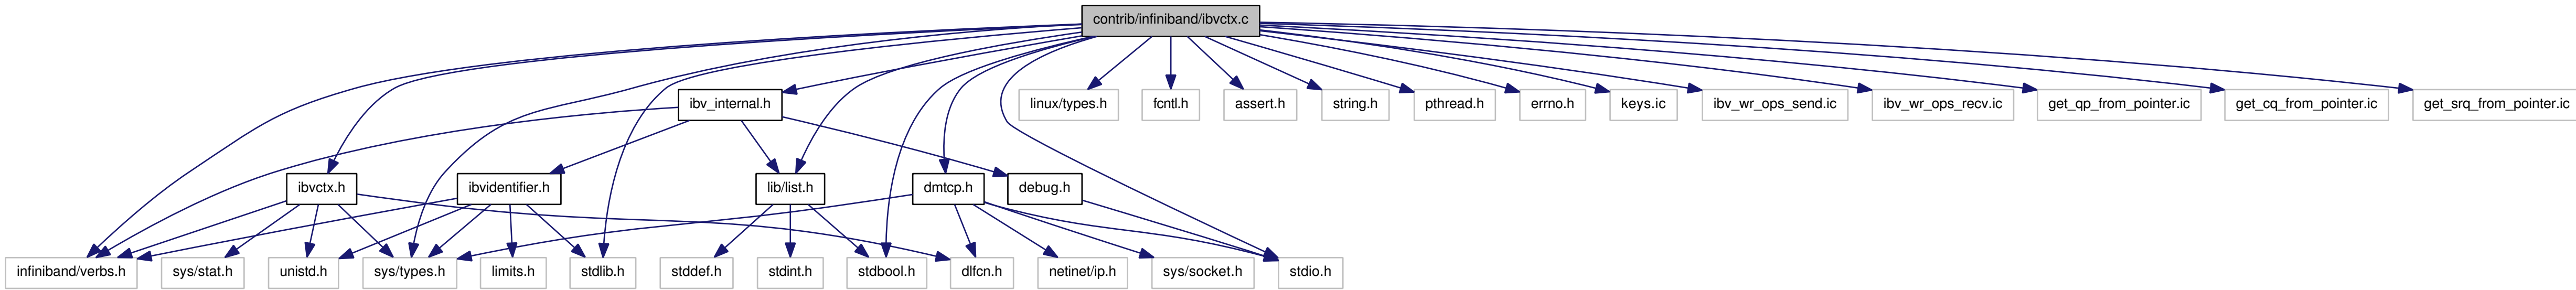 contrib/infiniband/ibvctx.c
ibv_internal.h
linux/types.h
fcntl.h
assert.h
string.h
pthread.h
errno.h
keys.ic
ibv_wr_ops_send.ic
ibv_wr_ops_recv.ic
get_qp_from_pointer.ic
get_cq_from_pointer.ic
get_srq_from_pointer.ic
ibvctx.h
ibvidentifier.h
lib/list.h
dmtcp.h
debug.h
infiniband/verbs.h
sys/stat.h
unistd.h
sys/types.h
limits.h
stdlib.h
stddef.h
stdint.h
stdbool.h
dlfcn.h
netinet/ip.h
sys/socket.h
stdio.h